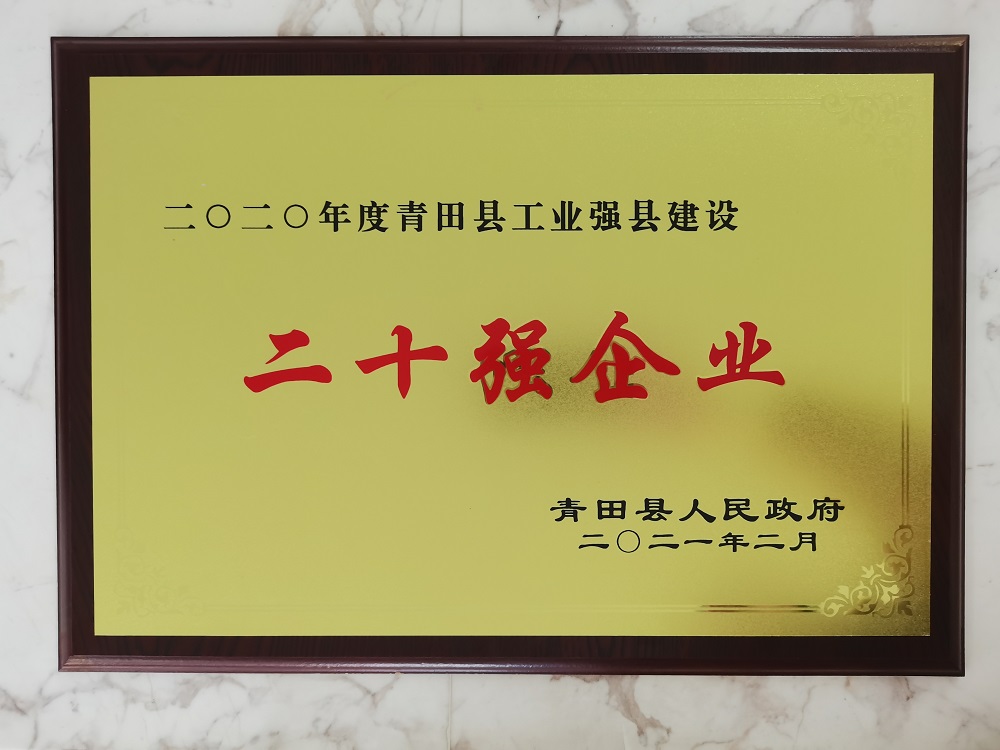 二〇二〇年度青田县工业强县建设
二十强企业
青田县人民政府
二〇二一年二月